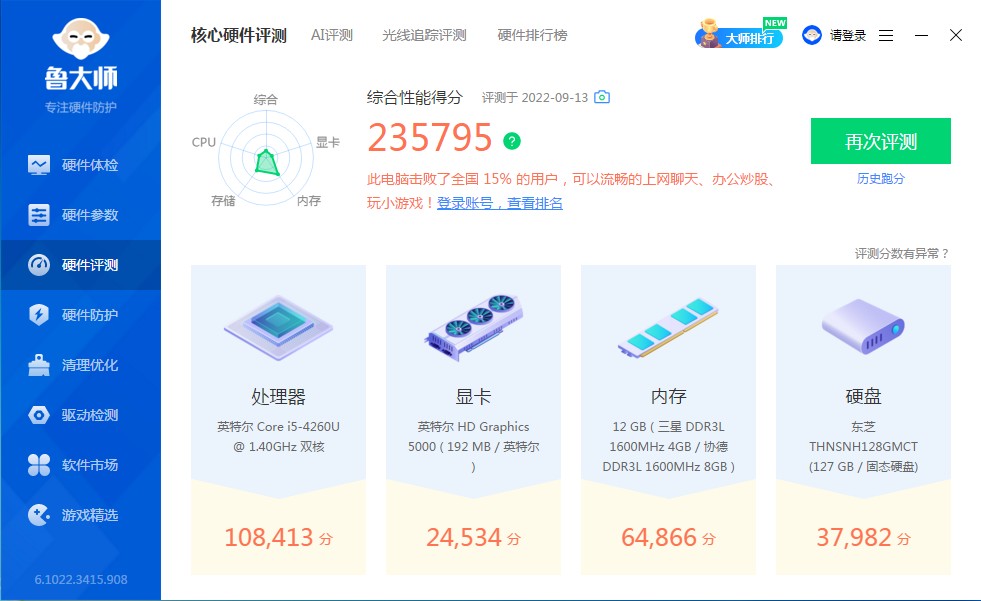 鲁大师
专注硬件防护
硬件体检
硬件参数
硬件评测
硬件防护
清理优化
驱动检测
软件市场
游戏精选
6.1022.3415.908
核心硬件评测 AI评测 光线追踪评测 硬件排行榜
大师排行 NEW 请登录
综合
CPU 显卡
存储 内存
综合性能得分 评测于 2022-09-13
235795 ?
此电脑击败了全国 15% 的用户，可以流畅的上网聊天、办公炒股、
玩小游戏！登录账号，查看排名
再次评测
历史跑分
评测分数有异常？
处理器
英特尔 Core i5-4260U
@ 1.40GHz 双核
108,413 分
显卡
英特尔 HD Graphics
5000 ( 192 MB / 英特尔
)
24,534 分
内存
12 GB ( 三星 DDR3L
1600MHz 4GB / 协德
DDR3L 1600MHz 8GB )
64,866 分
硬盘
东芝
THNSNH128GMCT
(127 GB / 固态硬盘)
37,982 分